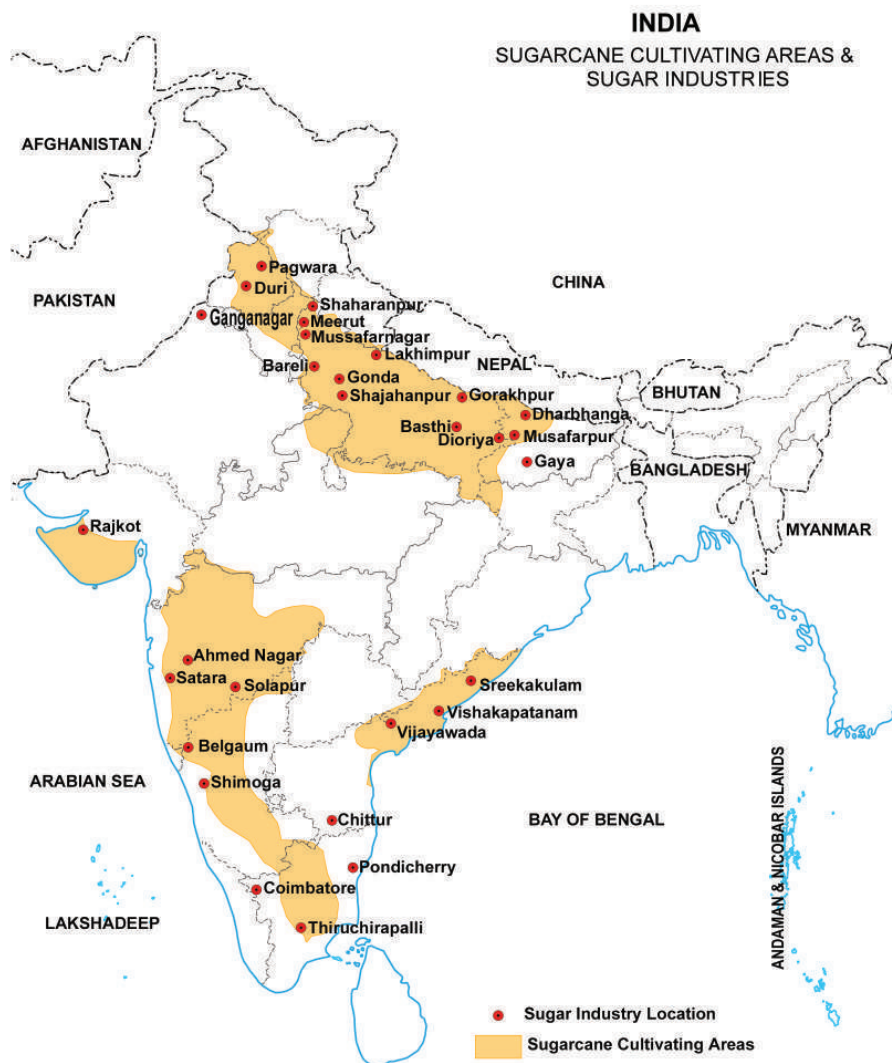 INDIA
SUGARCANE CULTIVATING AREAS &
SUGAR INDUSTRIES
AFGHANISTAN
PAKISTAN
CHINA
NEPAL
BHUTAN
BANGLADESH
MYANMAR
Pagwara
Duri
Ganganagar
Shaharanpur
Meerut
Mussafarnagar
Lakhimpur
Bareli
Gonda
Shajahanpur
Gorakhpur
Dharbhanga
Basthi
Dioriya
Musafarpur
Gaya
Rajkot
Ahmed Nagar
Satara
Solapur
Sreekakulam
Vishakapatanam
Vijayawada
Belgaum
ARABIAN SEA
Shimoga
Chittur
BAY OF BENGAL
Pondicherry
Coimbatore
LAKSHADEEP
Thiruchirapalli
ANDAMAN & NICOBAR ISLANDS
Sugar Industry Location
Sugarcane Cultivating Areas